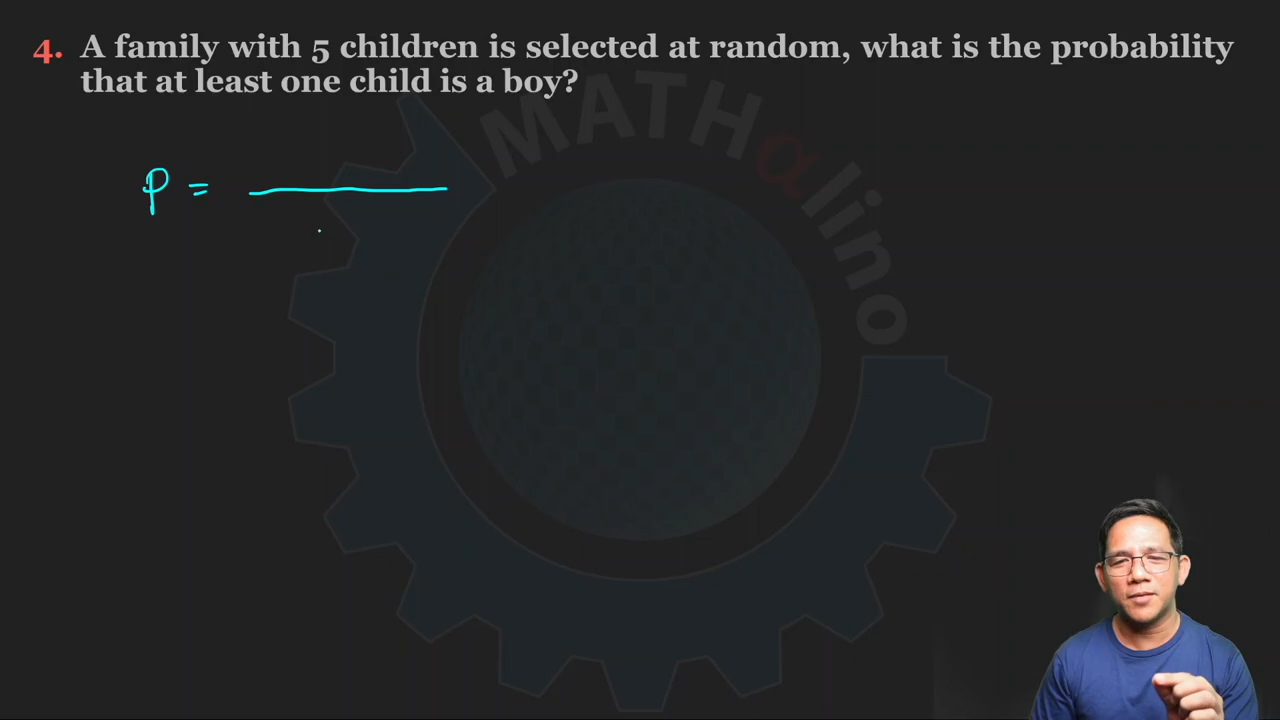 4. A family with 5 children is selected at random, what is the probability
that at least one child is a boy?
MATHalino
P =